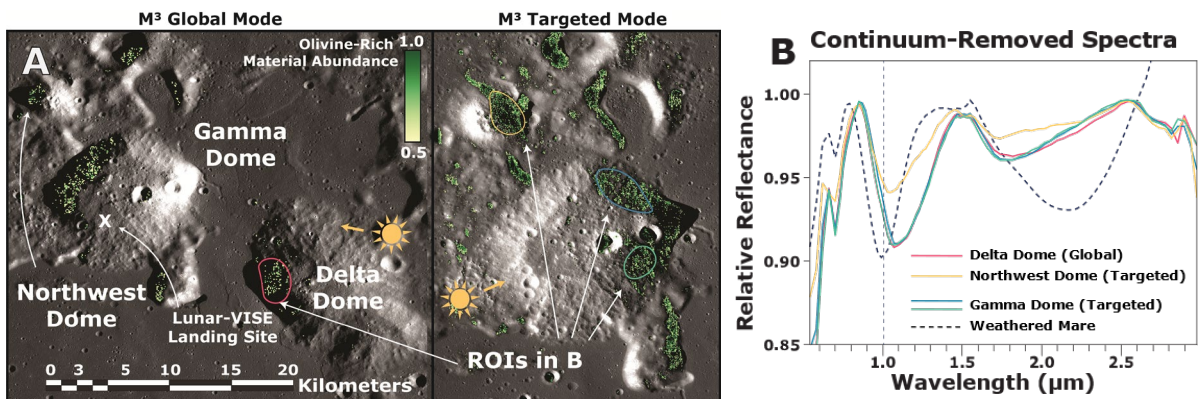 M³ Global Mode
M³ Targeted Mode
A
Olivine-Rich
Material Abundance
1.0
0.5
Gamma
Dome
X
Northwest
Dome
Lunar-VISE
Landing Site
Delta
Dome
ROIs in B
0 3 5 10 15 20
Kilometers
B
Continuum-Removed Spectra
Relative Reflectance
1.00
0.95
0.90
0.85
Delta Dome (Global)
Northwest Dome (Targeted)
Gamma Dome (Targeted)
Weathered Mare
1.0 1.5 2.0 2.5
Wavelength (μm)